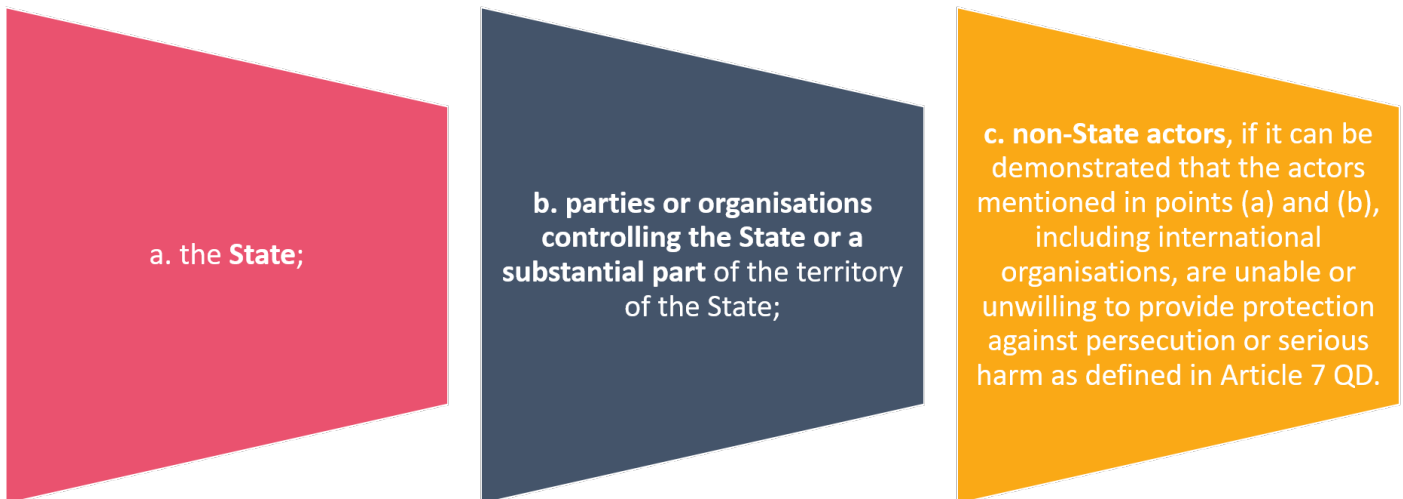 a. the State;
b. parties or organisations
controlling the State or a
substantial part of the territory
of the State;
c. non-State actors, if it can be
demonstrated that the actors
mentioned in points (a) and (b),
including international
organisations, are unable or
unwilling to provide protection
against persecution or serious
harm as defined in Article 7 QD.